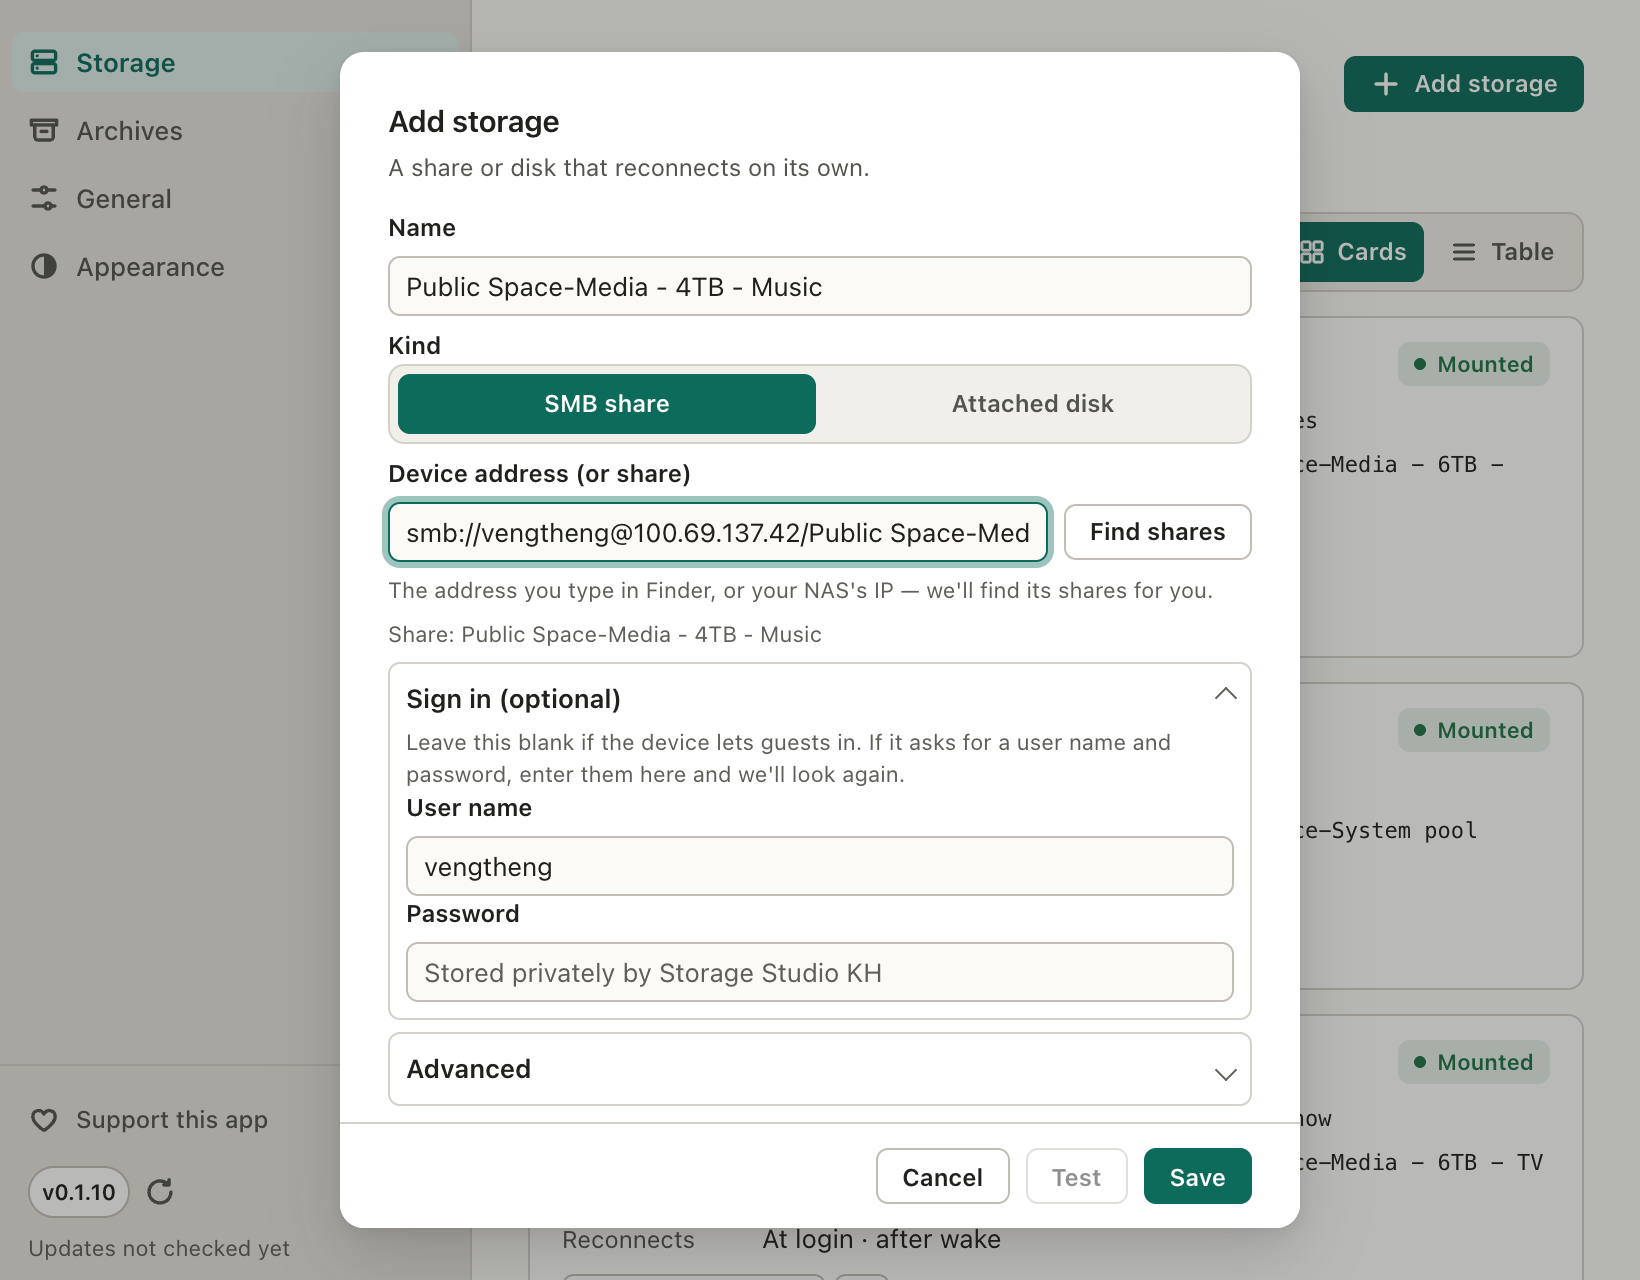 Storage
Archives
General
Appearance
Support this app
v0.1.10
Updates not checked yet
Add storage
Cards
Table
Mounted
es
ce-Media - 6TB -
Mounted
ce-System pool
Mounted
now
ce-Media - 6TB - TV
Reconnects At login · after wake
Add storage
A share or disk that reconnects on its own.
Name
Public Space-Media - 4TB - Music
Kind
SMB share
Attached disk
Device address (or share)
smb://vengtheng@100.69.137.42/Public Space-Med
Find shares
The address you type in Finder, or your NAS's IP — we'll find its shares for you.
Share: Public Space-Media - 4TB - Music
Sign in (optional)
Leave this blank if the device lets guests in. If it asks for a user name and
password, enter them here and we'll look again.
User name
vengtheng
Password
Stored privately by Storage Studio KH
Advanced
Cancel
Test
Save